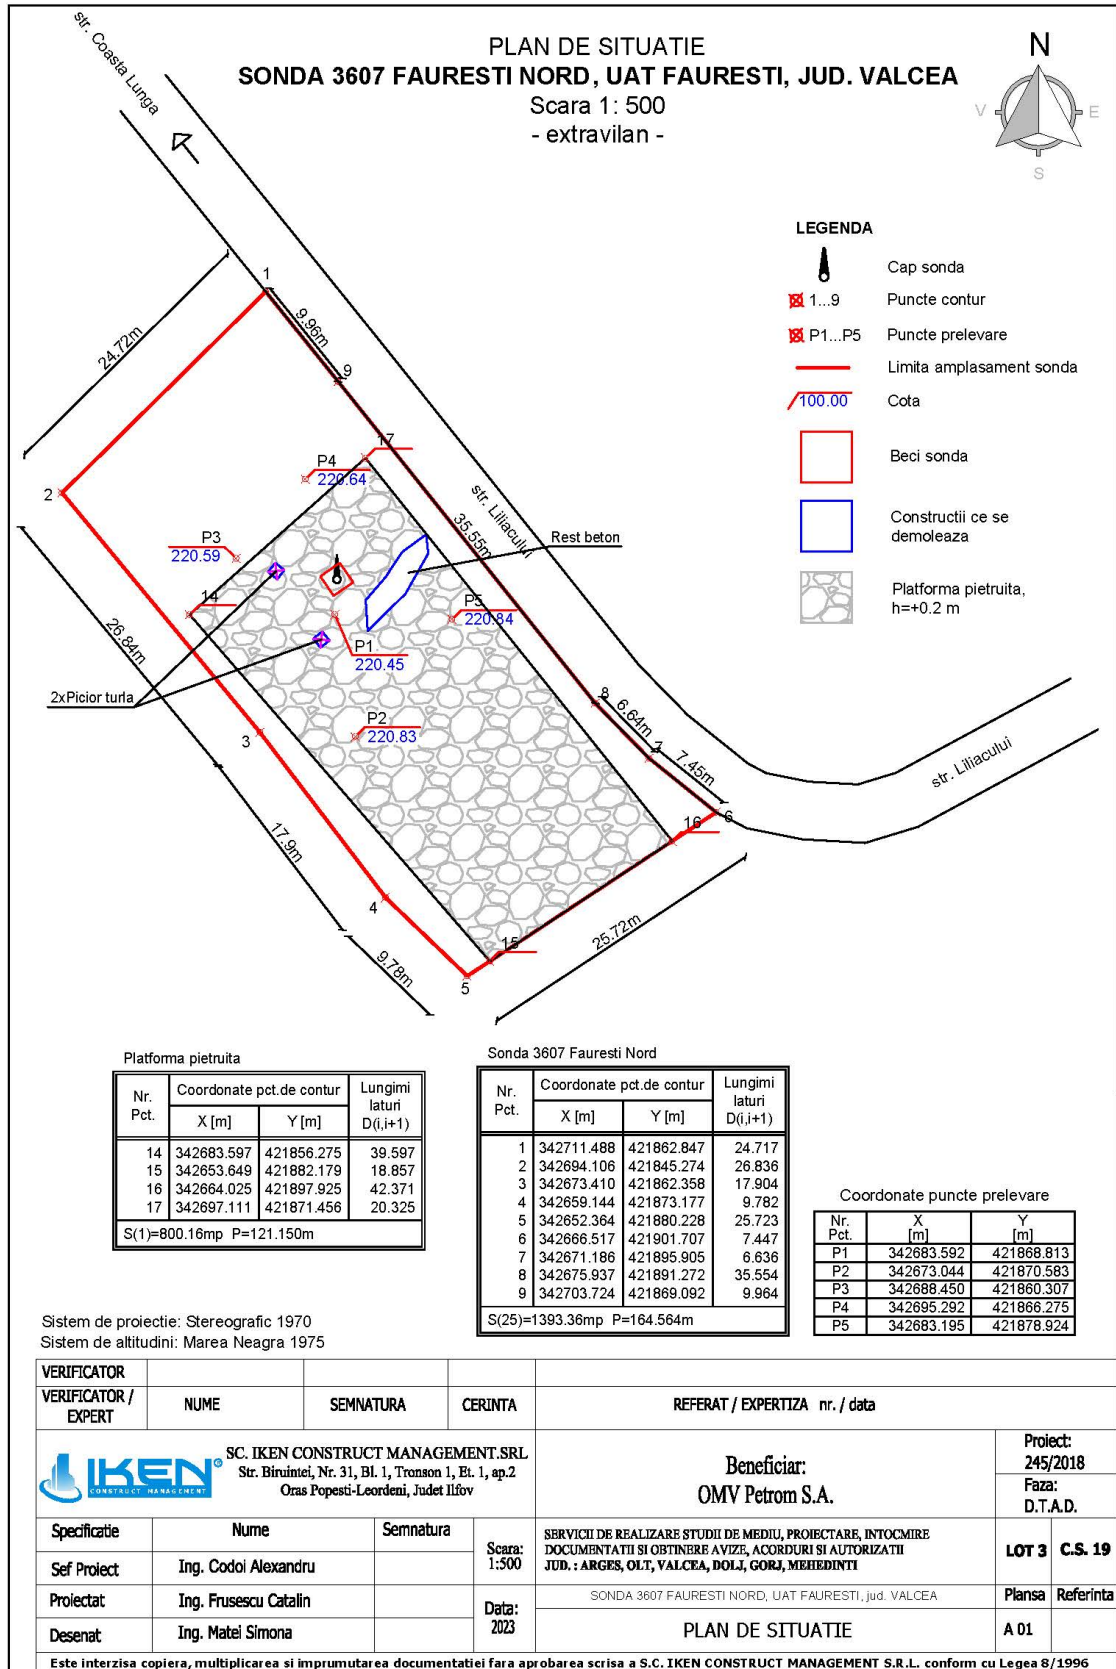 PLAN DE SITUATIE
SONDA 3607 FAURESTI NORD, UAT FAURESTI, JUD. VALCEA
Scara 1: 500
- extravilan -
N
V
E
S
str. Coasta Lunga
LEGENDA
Cap sonda
1...9 Puncte contur
P1...P5 Puncte prelevare
Limita amplasament sonda
100.00 Cota
Beci sonda
Constructii ce se
demoleaza
Platforma pietruita,
h=+0.2 m
1
9.96m
9
24.72m
2
17
P4
220.64
P3
220.59
str. Liliacului
35.55m
Rest beton
14
P5
220.84
P1
220.45
26.84m
2xPicior turla
P2
220.83
3
8
6.64m
7
7.45m
6
str. Liliacului
16
17.9m
4
25.72m
15
9.78m
5
Platforma pietruita
Nr. Pct. Coordonate pct.de contur Lungimi laturi D(i,i+1)
X [m] Y [m]
14 342683.597 421856.275 39.597
15 342653.649 421882.179 18.857
16 342664.025 421897.925 42.371
17 342697.111 421871.456 20.325
S(1)=800.16mp P=121.150m
Sonda 3607 Fauresti Nord
Nr. Pct. Coordonate pct.de contur Lungimi laturi D(i,i+1)
X [m] Y [m]
1 342711.488 421862.847 24.717
2 342694.106 421845.274 26.836
3 342673.410 421862.358 17.904
4 342659.144 421873.177 9.782
5 342652.364 421880.228 25.723
6 342666.517 421901.707 7.447
7 342671.186 421895.905 6.636
8 342675.937 421891.272 35.554
9 342703.724 421869.092 9.964
S(25)=1393.36mp P=164.564m
Coordonate puncte prelevare
Nr. Pct. X [m] Y [m]
P1 342683.592 421868.813
P2 342673.044 421870.583
P3 342688.450 421860.307
P4 342695.292 421866.275
P5 342683.195 421878.924
Sistem de proiectie: Stereografic 1970
Sistem de altitudini: Marea Neagra 1975
VERIFICATOR
VERIFICATOR / EXPERT NUME SEMNATURA CERINTA REFERAT / EXPERTIZA nr. / data
IKEN®
CONSTRUCT MANAGEMENT
SC. IKEN CONSTRUCT MANAGEMENT.SRL
Str. Biruintei, Nr. 31, Bl. 1, Tronson 1, Et. 1, ap.2
Oras Popesti-Leordeni, Judet Ilfov
Beneficiar:
OMV Petrom S.A.
Proiect:
245/2018
Faza:
D.T.A.D.
Specificatie Nume Semnatura
Scara:
1:500
SERVICII DE REALIZARE STUDII DE MEDIU, PROIECTARE, INTOCMIRE
DOCUMENTATII SI OBTINERE AVIZE, ACORDURI SI AUTORIZATII
JUD. : ARGES, OLT, VALCEA, DOLJ, GORJ, MEHEDINTI
LOT 3 C.S. 19
Sef Proiect Ing. Codoi Alexandru
Proiectat Ing. Frusescu Catalin
Data:
2023
SONDA 3607 FAURESTI NORD, UAT FAURESTI, jud. VALCEA
Plansa Referinta
Desenat Ing. Matei Simona
PLAN DE SITUATIE
A 01
Este interzisa copiera, multiplicarea si imprumutarea documentatiei fara aprobarea scrisa a S.C. IKEN CONSTRUCT MANAGEMENT S.R.L. conform cu Legea 8/1996